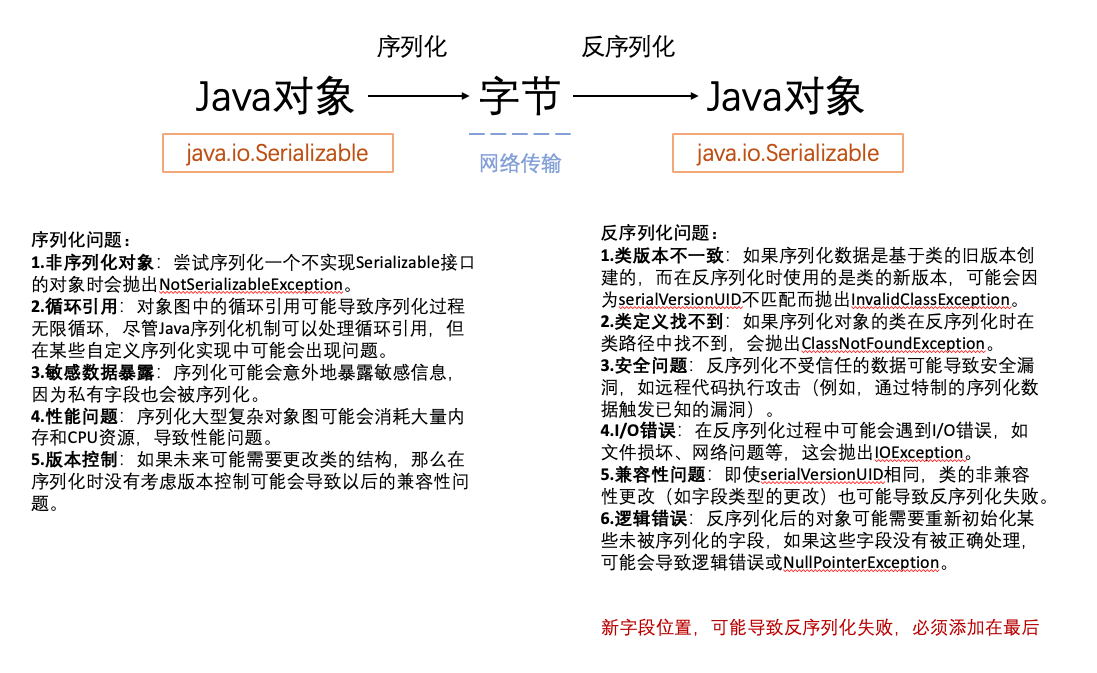 序列化
反序列化
Java对象
字节
Java对象
java.io.Serializable
网络传输
java.io.Serializable
序列化问题：
1.非序列化对象：尝试序列化一个不实现Serializable接口
的对象时会抛出NotSerializableException。
2.循环引用：对象图中的循环引用可能导致序列化过程
无限循环，尽管Java序列化机制可以处理循环引用，但
在某些自定义序列化实现中可能会出现问题。
3.敏感数据暴露：序列化可能会意外地暴露敏感信息，
因为私有字段也会被序列化。
4.性能问题：序列化大型复杂对象图可能会消耗大量内
存和CPU资源，导致性能问题。
5.版本控制：如果未来可能需要更改类的结构，那么在
序列化时没有考虑版本控制可能会导致以后的兼容性问
题。
反序列化问题：
1.类版本不一致：如果序列化数据是基于类的旧版本创
建的，而在反序列化时使用的是类的新版本，可能会因
为serialVersionUID不匹配而抛出InvalidClassException。
2.类定义找不到：如果序列化对象的类在反序列化时在
类路径中找不到，会抛出ClassNotFoundException。
3.安全问题：反序列化不受信任的数据可能导致安全漏
洞，如远程代码执行攻击（例如，通过特制的序列化数
据触发已知的漏洞）。
4.I/O错误：在反序列化过程中可能会遇到I/O错误，如
文件损坏、网络问题等，这会抛出IOException。
5.兼容性问题：即使serialVersionUID相同，类的非兼容
性更改（如字段类型的更改）也可能导致反序列化失败。
6.逻辑错误：反序列化后的对象可能需要重新初始化某
些未被序列化的字段，如果这些字段没有被正确处理，
可能会导致逻辑错误或NullPointerException。
新字段位置，可能导致反序列化失败，必须添加在最后